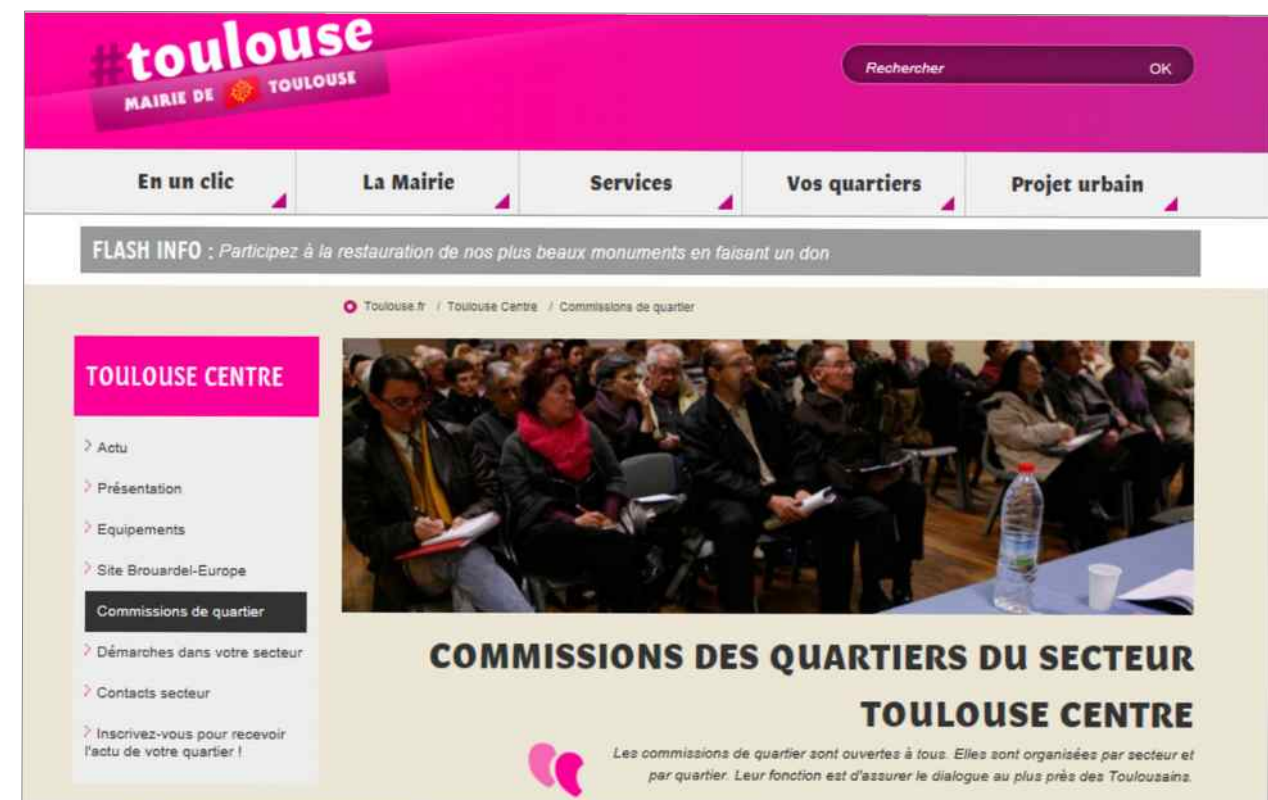 #toulouse
MAIRIE DE TOULOUSE
Rechercher OK
En un clic
La Mairie
Services
Vos quartiers
Projet urbain
FLASH INFO : Participez à la restauration de nos plus beaux monuments en faisant un don
Toulouse.fr / Toulouse Centre / Commissions de quartier
TOULOUSE CENTRE
Actu
Présentation
Equipements
Site Brouardel-Europe
Commissions de quartier
Démarches dans votre secteur
Contacts secteur
Inscrivez-vous pour recevoir
l'actu de votre quartier !
COMMISSIONS DES QUARTIERS DU SECTEUR
TOULOUSE CENTRE
Les commissions de quartier sont ouvertes à tous. Elles sont organisées par secteur et
par quartier. Leur fonction est d'assurer le dialogue au plus près des Toulousains.